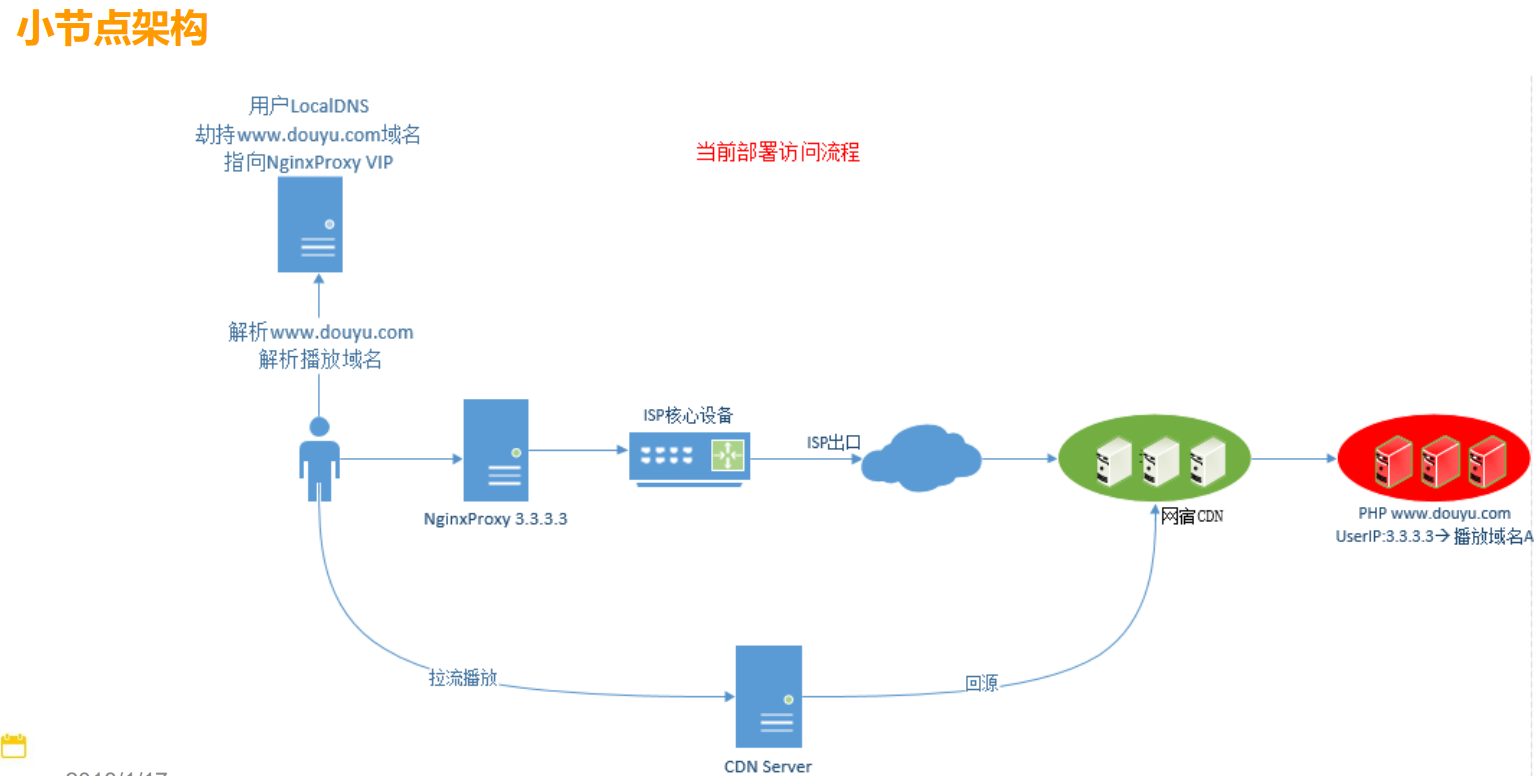 小节点架构
用户LocalDNS
劫持www.douyu.com域名
指向NginxProxy VIP
当前部署访问流程
解析www.douyu.com
解析播放域名
ISP核心设备
ISP出口
NginxProxy 3.3.3.3
网宿CDN
PHP www.douyu.com
UserIP:3.3.3.3→播放域名A
拉流播放
回源
CDN Server